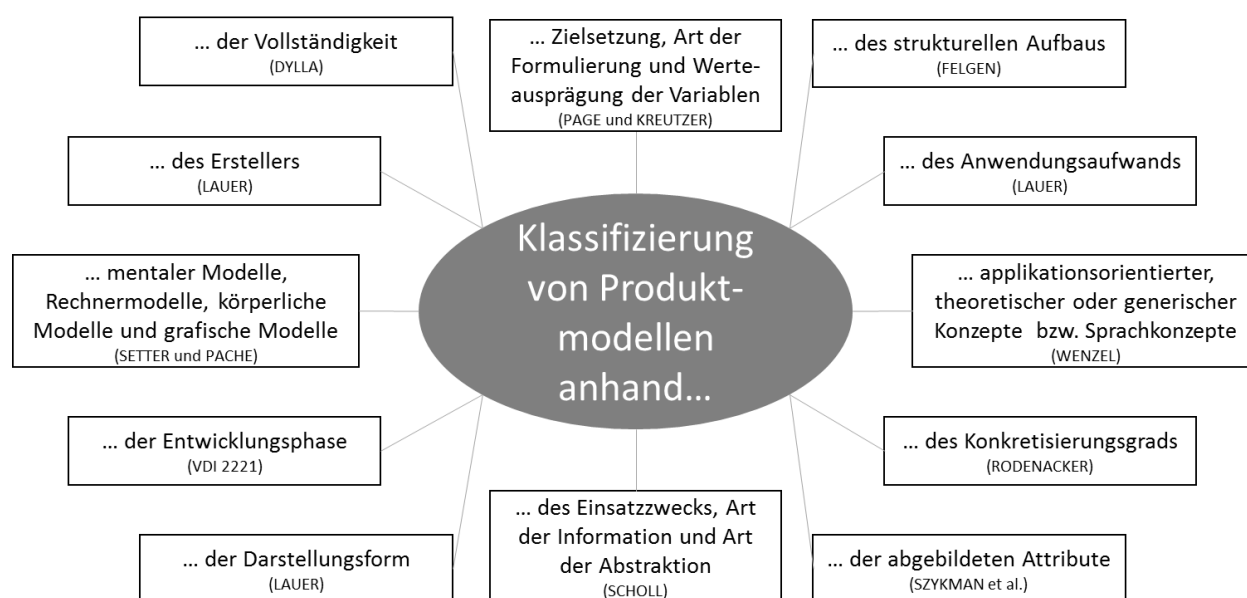 ... der Vollständigkeit
(DYLLA)
... Zielsetzung, Art der
Formulierung und Werte-
ausprägung der Variablen
(PAGE und KREUTZER)
... des strukturellen Aufbaus
(FELGEN)
... des Erstellers
(LAUER)
... des Anwendungsaufwands
(LAUER)
... mentaler Modelle,
Rechnermodelle, körperliche
Modelle und grafische Modelle
(SETTER und PACHE)
Klassifizierung
von Produkt-
modellen
anhand...
... applikationsorientierter,
theoretischer oder generischer
Konzepte bzw. Sprachkonzepte
(WENZEL)
... der Entwicklungsphase
(VDI 2221)
... des Konkretisierungsgrads
(RODENACKER)
... der Darstellungsform
(LAUER)
... des Einsatzzwecks, Art
der Information und Art
der Abstraktion
(SCHOLL)
... der abgebildeten Attribute
(SZYKMAN et al.)